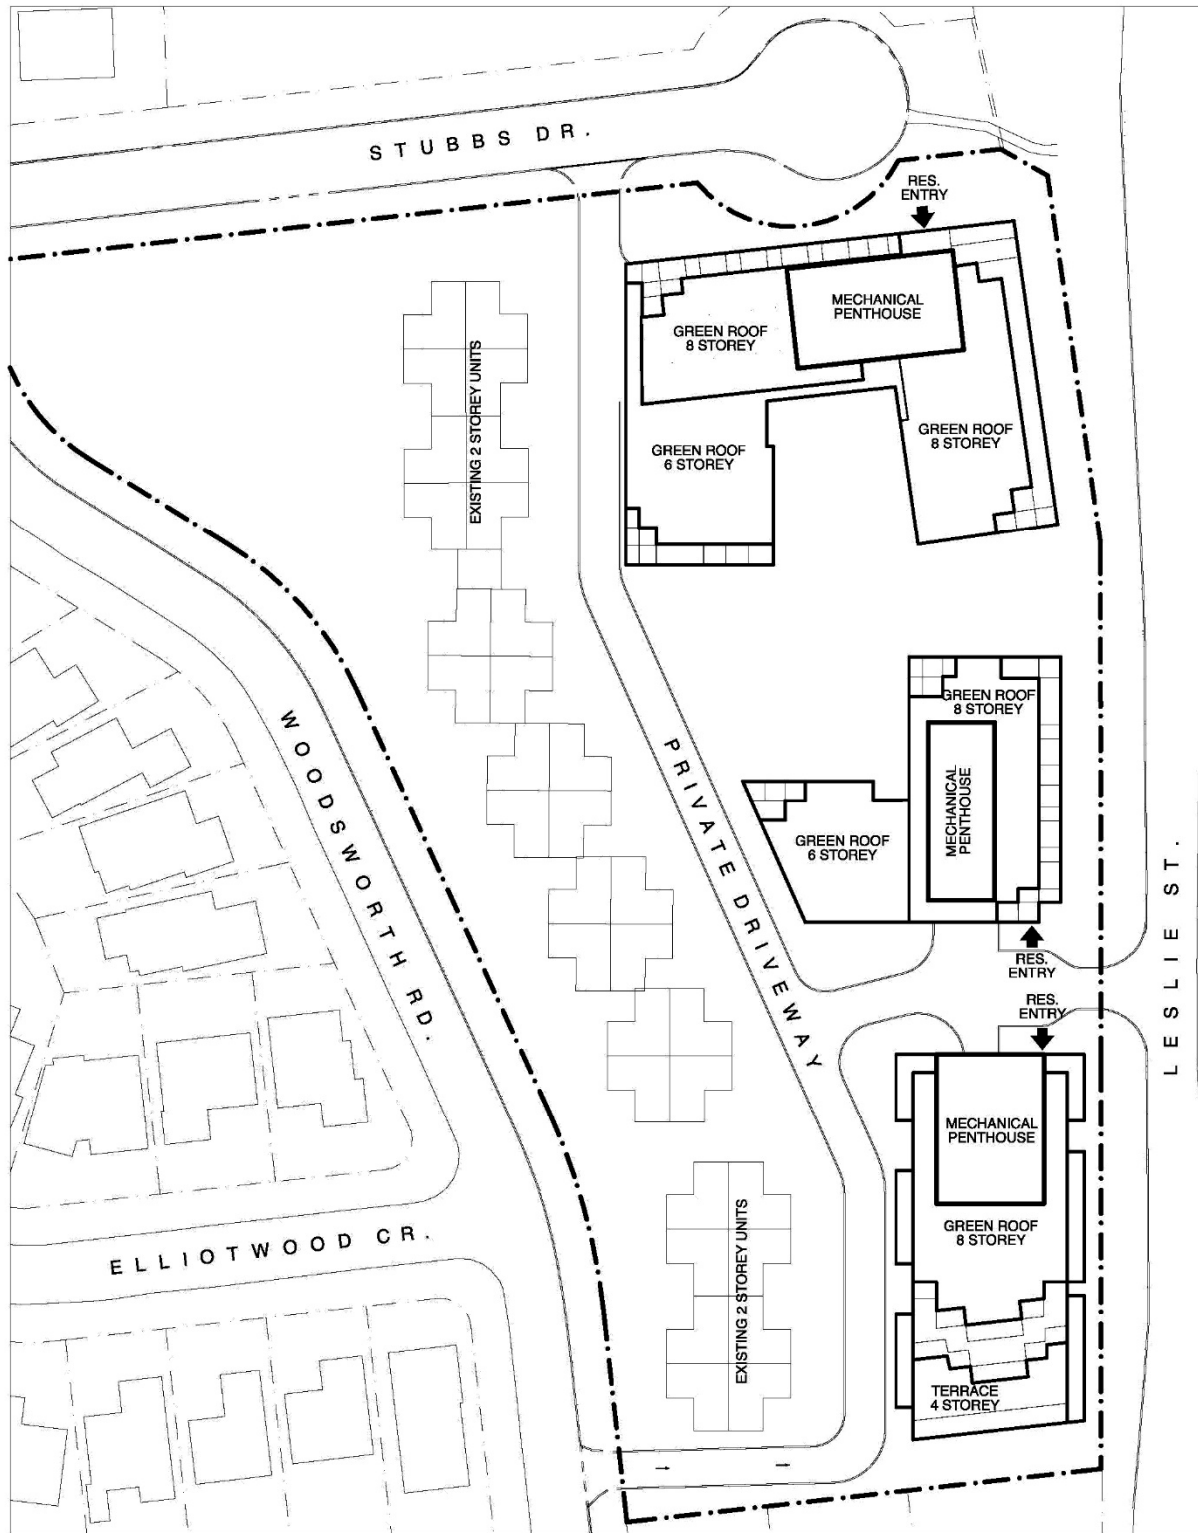 STUBBS DR.
RES.
ENTRY
MECHANICAL
PENTHOUSE
GREEN ROOF
8 STOREY
EXISTING 2 STOREY UNITS
GREEN ROOF
6 STOREY
GREEN ROOF
8 STOREY
GREEN ROOF
8 STOREY
WOODSWORTH RD.
PRIVATE DRIVEWAY
MECHANICAL
PENTHOUSE
GREEN ROOF
6 STOREY
LESLIE ST.
RES.
ENTRY
RES.
ENTRY
MECHANICAL
PENTHOUSE
EXISTING 2 STOREY UNITS
GREEN ROOF
8 STOREY
ELLIOTWOOD CR.
TERRACE
4 STOREY